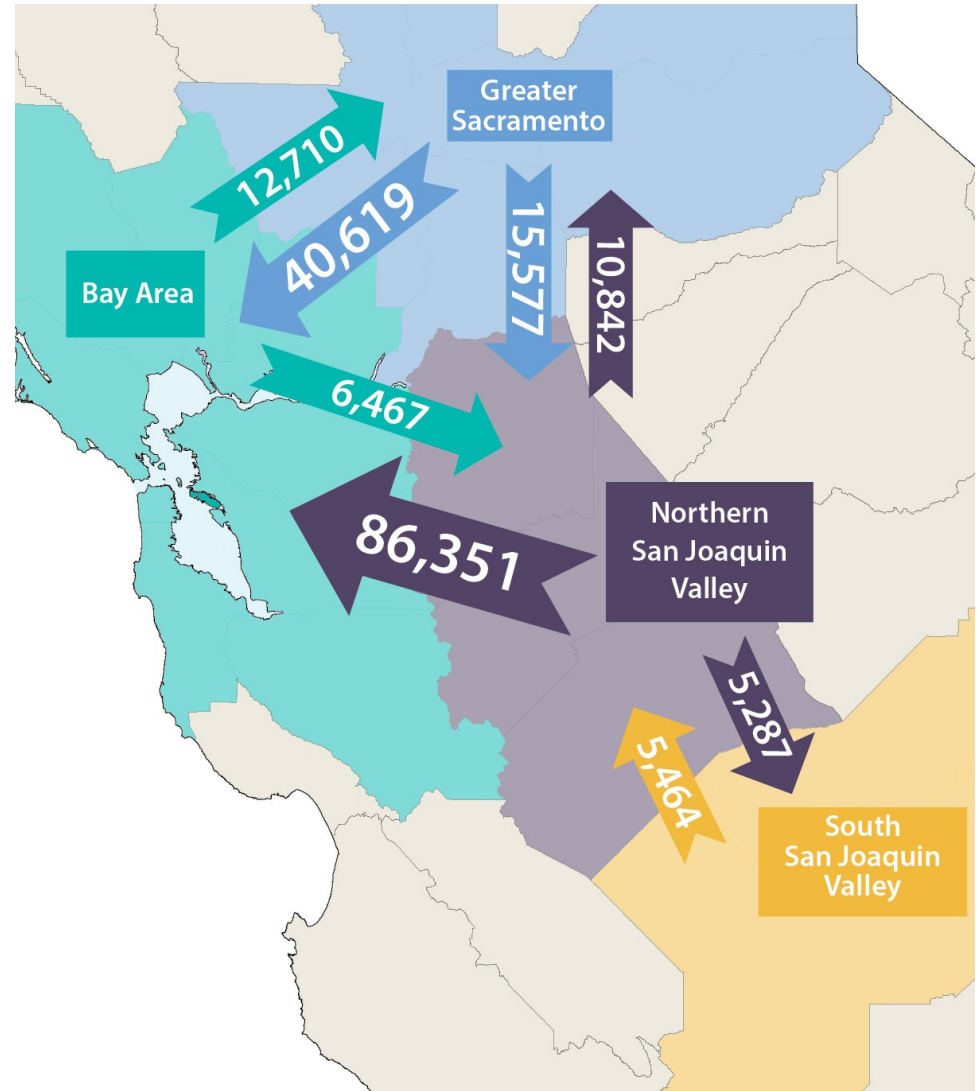 Greater
Sacramento
12,710
40,619
15,577
10,842
Bay Area
6,467
86,351
Northern
San Joaquin
Valley
5,287
5,464
South
San Joaquin
Valley